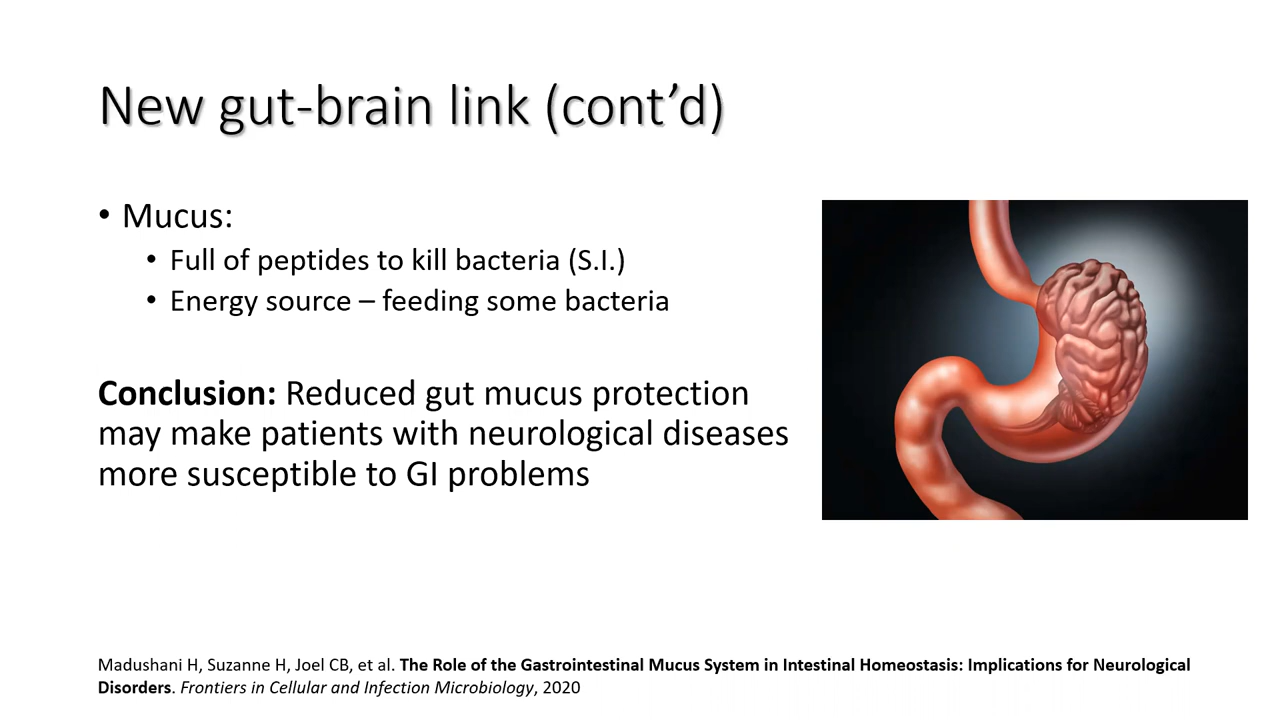 New gut-brain link (cont’d)
• Mucus:
• Full of peptides to kill bacteria (S.I.)
• Energy source – feeding some bacteria
Conclusion: Reduced gut mucus protection
may make patients with neurological diseases
more susceptible to GI problems
Madushani H, Suzanne H, Joel CB, et al. The Role of the Gastrointestinal Mucus System in Intestinal Homeostasis: Implications for Neurological
Disorders. Frontiers in Cellular and Infection Microbiology, 2020